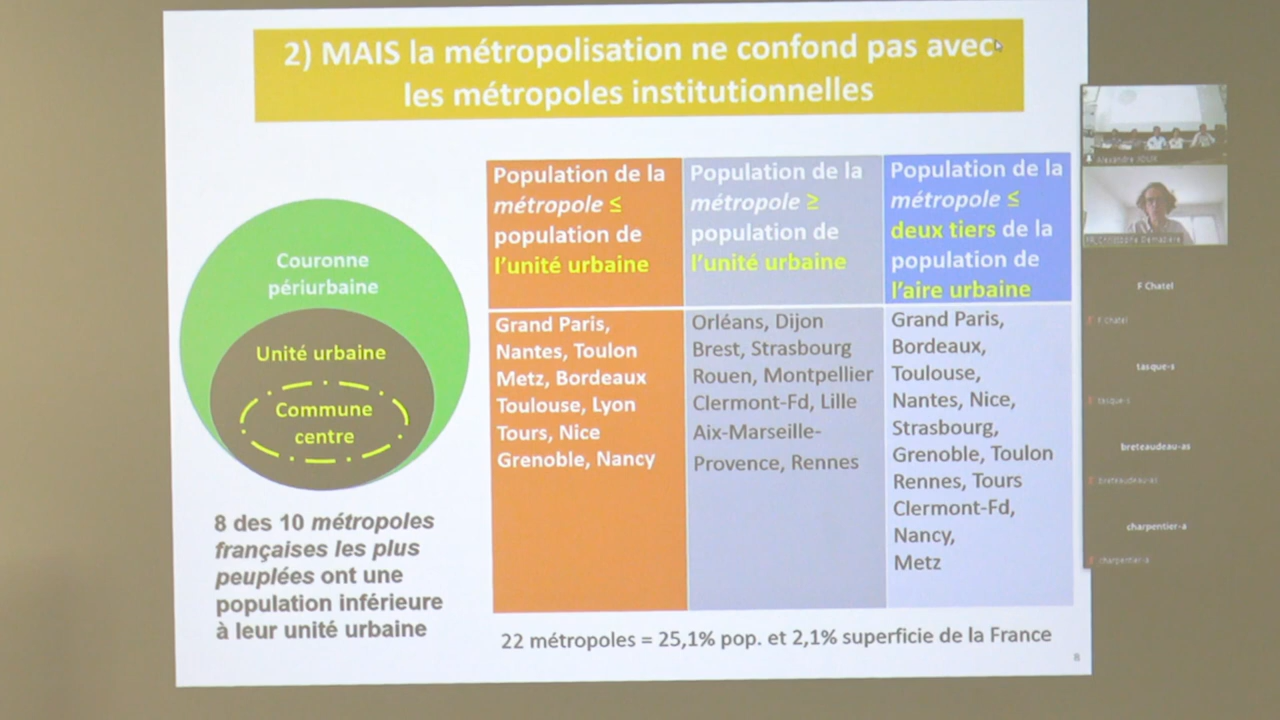 2) MAIS la métropolisation ne confond pas avec
les métropoles institutionnelles
Couronne
périurbaine
Unité urbaine
Commune
centre
8 des 10 métropoles
françaises les plus
peuplées ont une
population inférieure
à leur unité urbaine
Population de la
métropole ≤
population de
l'unité urbaine
Grand Paris,
Nantes, Toulon
Metz, Bordeaux
Toulouse, Lyon
Tours, Nice
Grenoble, Nancy
Population de la
métropole ≥
population de
l'unité urbaine
Orléans, Dijon
Brest, Strasbourg
Rouen, Montpellier
Clermont-Fd, Lille
Aix-Marseille-
Provence, Rennes
Population de la
métropole ≤
deux tiers de la
population de
l'aire urbaine
Grand Paris,
Bordeaux,
Toulouse,
Nantes, Nice,
Strasbourg,
Grenoble, Toulon
Rennes, Tours
Clermont-Fd,
Nancy,
Metz
22 métropoles = 25,1% pop. et 2,1% superficie de la France
8
Alexandre
Christophe
F Chatel
F Chatel
tasque-s
tasque-s
breteaudeau-as
breteaudeau-as
charpentier-a
charpentier-a